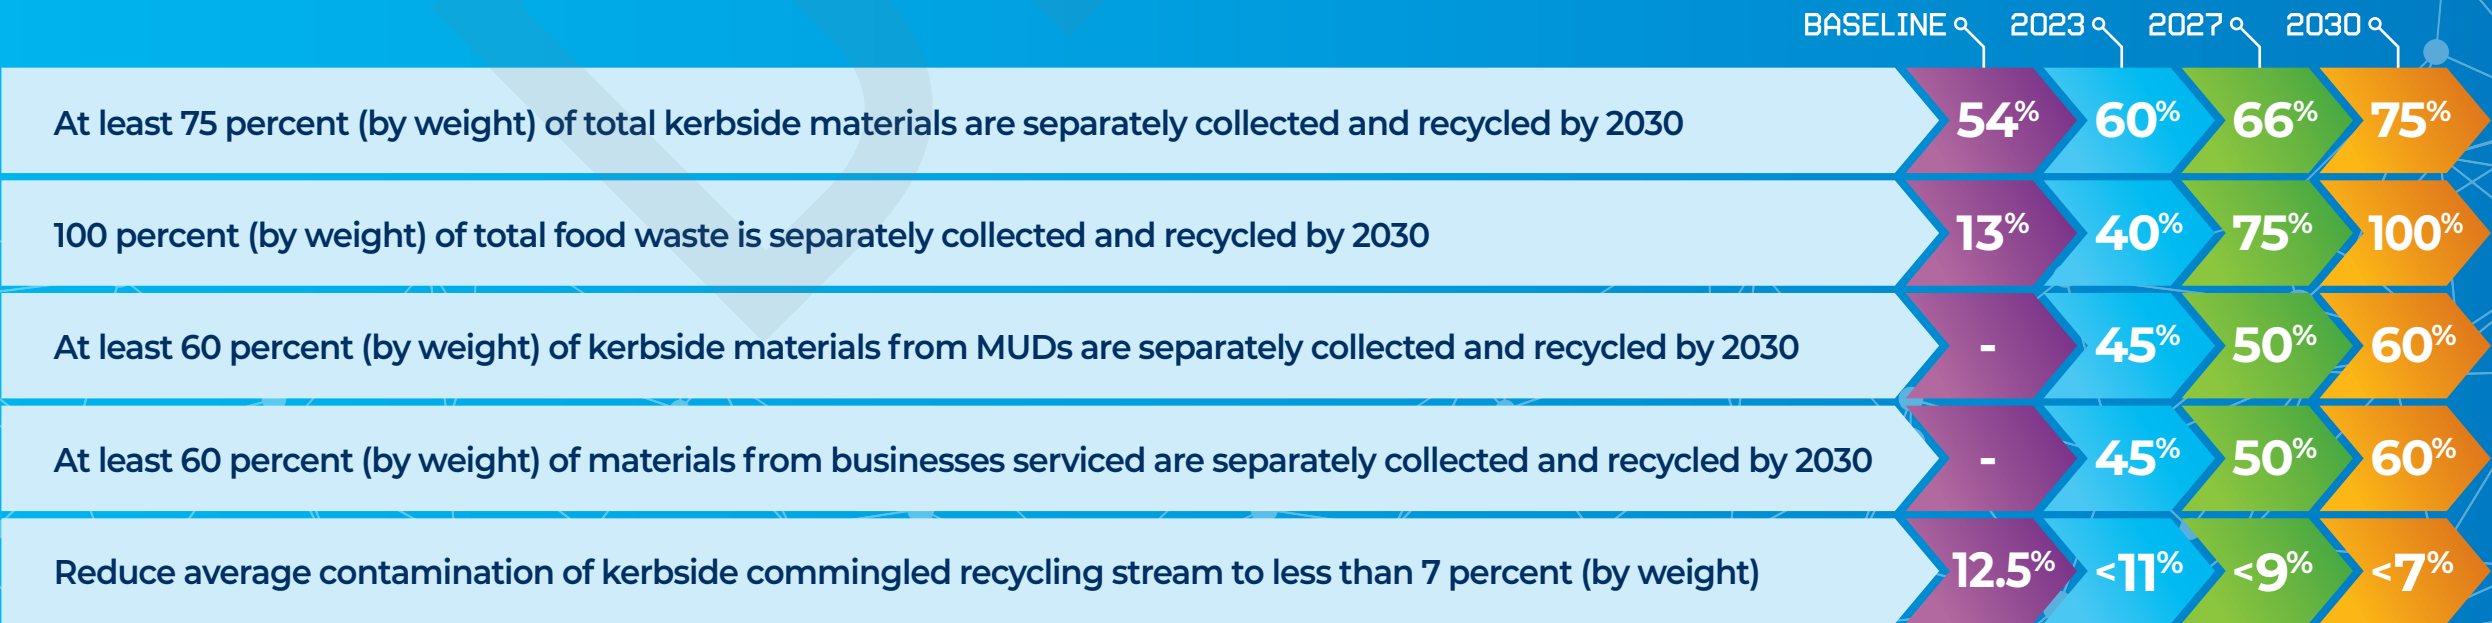 BASELINE 2023 2027 2030
At least 75 percent (by weight) of total kerbside materials are separately collected and recycled by 2030 54% 60% 66% 75%
100 percent (by weight) of total food waste is separately collected and recycled by 2030 13% 40% 75% 100%
At least 60 percent (by weight) of kerbside materials from MUDs are separately collected and recycled by 2030 - 45% 50% 60%
At least 60 percent (by weight) of materials from businesses serviced are separately collected and recycled by 2030 - 45% 50% 60%
Reduce average contamination of kerbside commingled recycling stream to less than 7 percent (by weight) 12.5% <11% <9% <7%